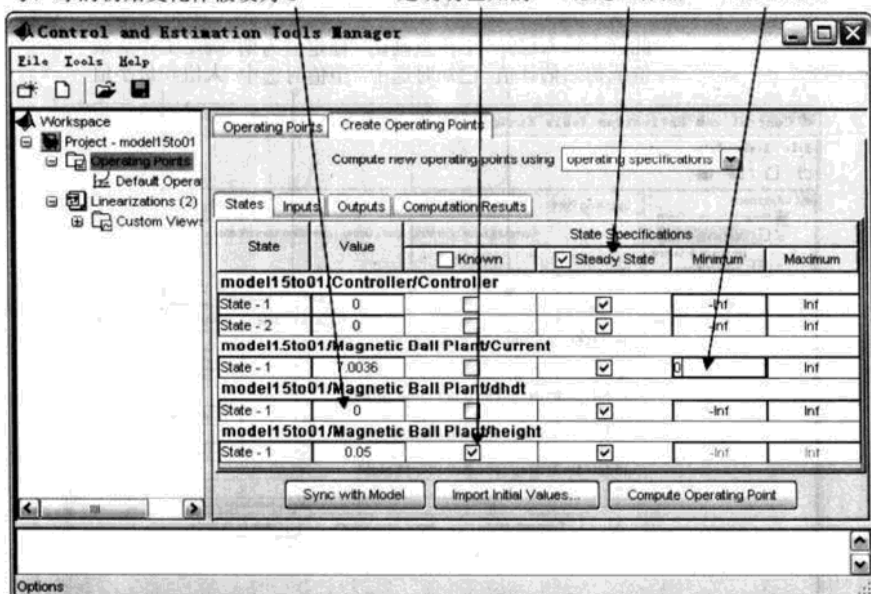 Control and Estimation Tools Manager
File Tools Help
Workspace
Project - model15to01
Operating Points
Default Opera
Linearizations (2)
Custom Views
Operating Points Create Operating Points
Compute new operating points using operating specifications
States Inputs Outputs Computation Results
State Value State Specifications
Known Steady State Minimum Maximum
model15to01/Controller/Controller
State - 1 0 -Inf Inf
State - 2 0 -Inf Inf
model15to01/Magnetic Ball Plant/Current
State - 1 7.0036 0 Inf
model15to01/Magnetic Ball Plant/dhdt
State - 1 0 -Inf Inf
model15to01/Magnetic Ball Plant/height
State - 1 0.05 -Inf Inf
Sync with Model Import Initial Values... Compute Operating Point
Options